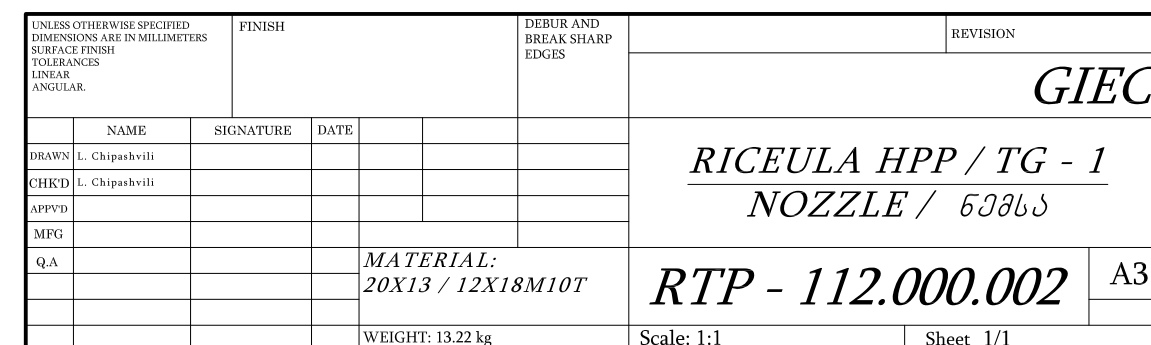 UNLESS OTHERWISE SPECIFIED
DIMENSIONS ARE IN MILLIMETERS
SURFACE FINISH
TOLERANCES
LINEAR
ANGULAR.
FINISH
DEBUR AND
BREAK SHARP
EDGES
REVISION
GIEC
NAME SIGNATURE DATE
DRAWN L. Chipashvili
CHK'D L. Chipashvili
APPV'D
MFG
Q.A
RICEULA HPP / TG - 1
NOZZLE / ნემსა
MATERIAL:
20X13 / 12X18M10T
RTP - 112.000.002
A3
WEIGHT: 13.22 kg
Scale: 1:1
Sheet 1/1